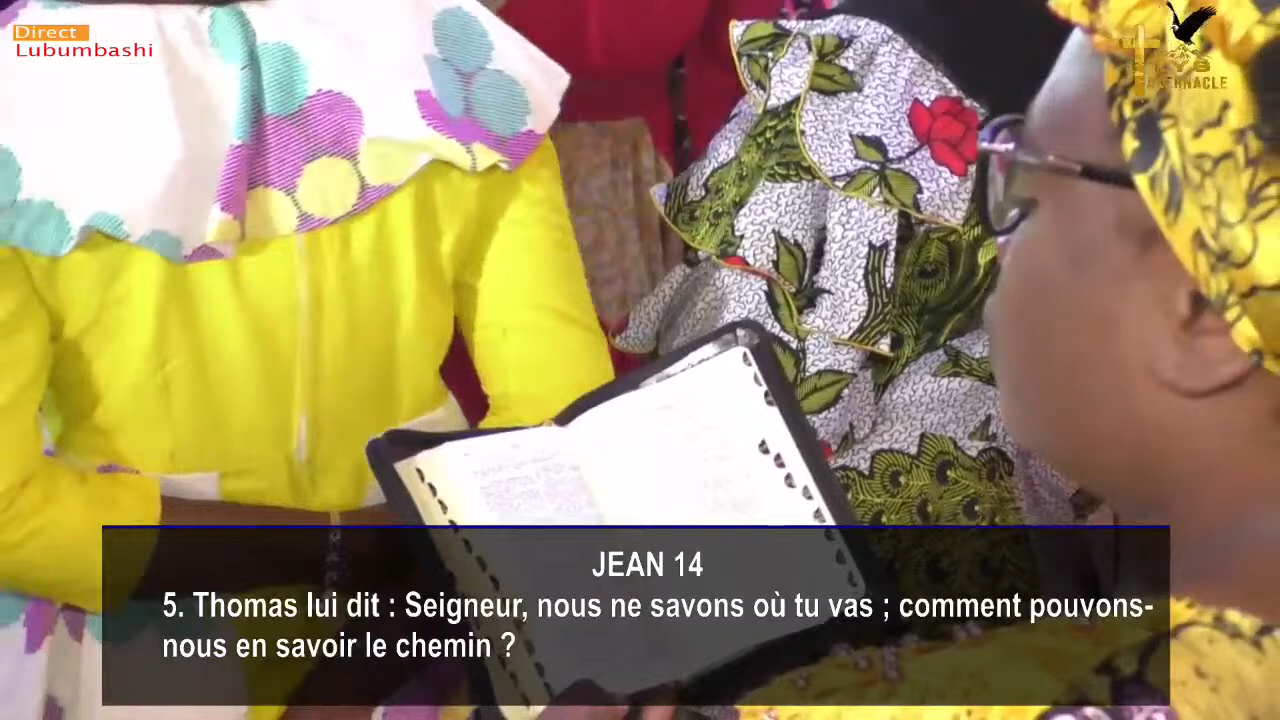 Direct
Lubumbashi
TABERNACLE
JEAN 14
5. Thomas lui dit : Seigneur, nous ne savons où tu vas ; comment pouvons-
nous en savoir le chemin ?